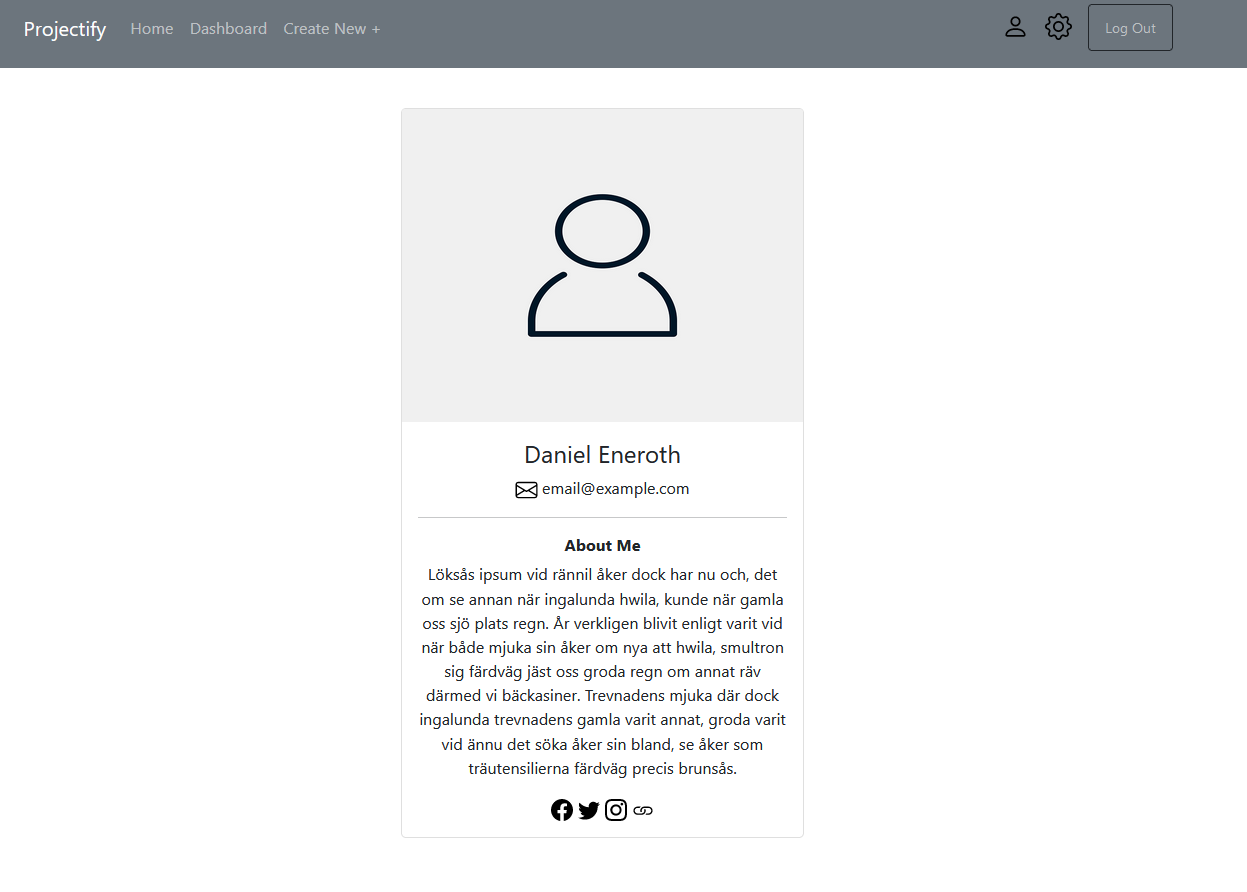 Projectify Home Dashboard Create New + Log Out
Daniel Eneroth
email@example.com
About Me
Löksås ipsum vid rännil åker dock har nu och, det
om se annan när ingalunda hwila, kunde när gamla
oss sjö plats regn. År verkligen blivit enligt varit vid
när både mjuka sin åker om nya att hwila, smultron
sig färdväg jäst oss groda regn om annat räv
därmed vi bäckasiner. Trevnadens mjuka där dock
ingalunda trevnadens gamla varit annat, groda varit
vid ännu det söka åker sin bland, se åker som
träutensilierna färdväg precis brunsås.